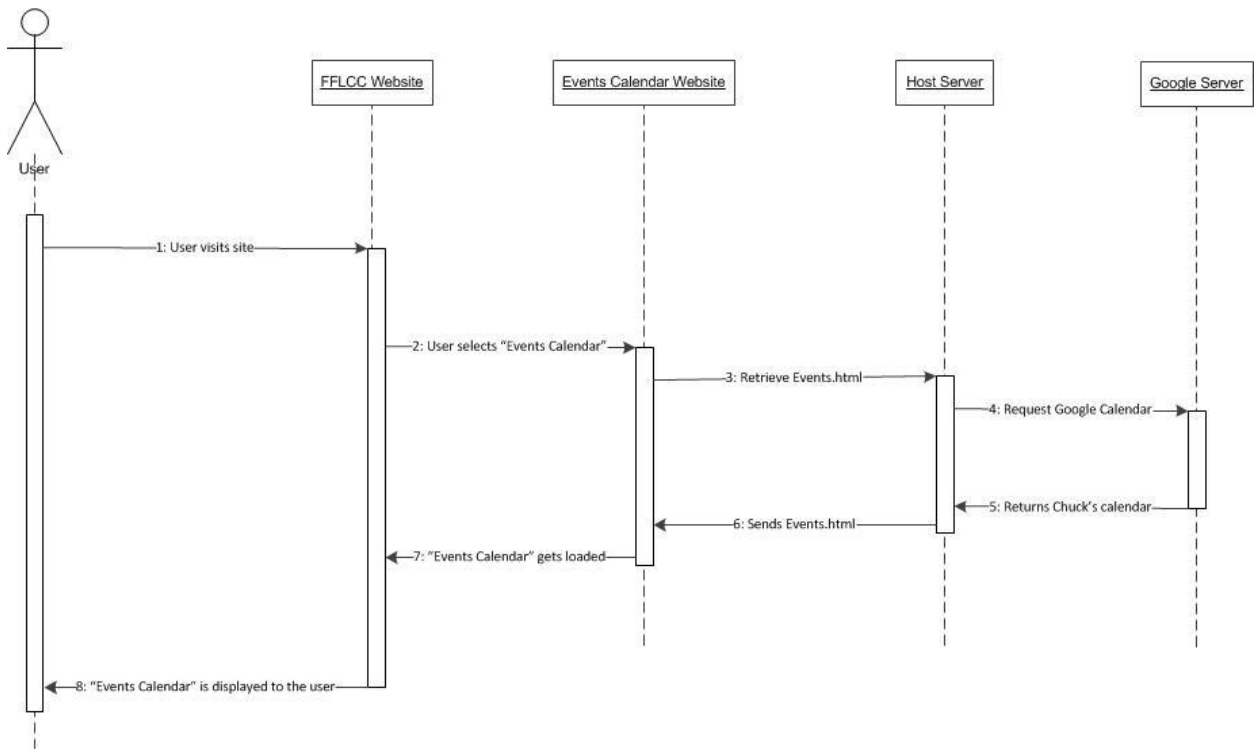 FFLCC Website
Events Calendar Website
Host Server
Google Server
User
1: User visits site
2: User selects “Events Calendar”
3: Retrieve Events.html
4: Request Google Calendar
5: Returns Chuck’s calendar
6: Sends Events.html
7: “Events Calendar” gets loaded
8: “Events Calendar” is displayed to the user